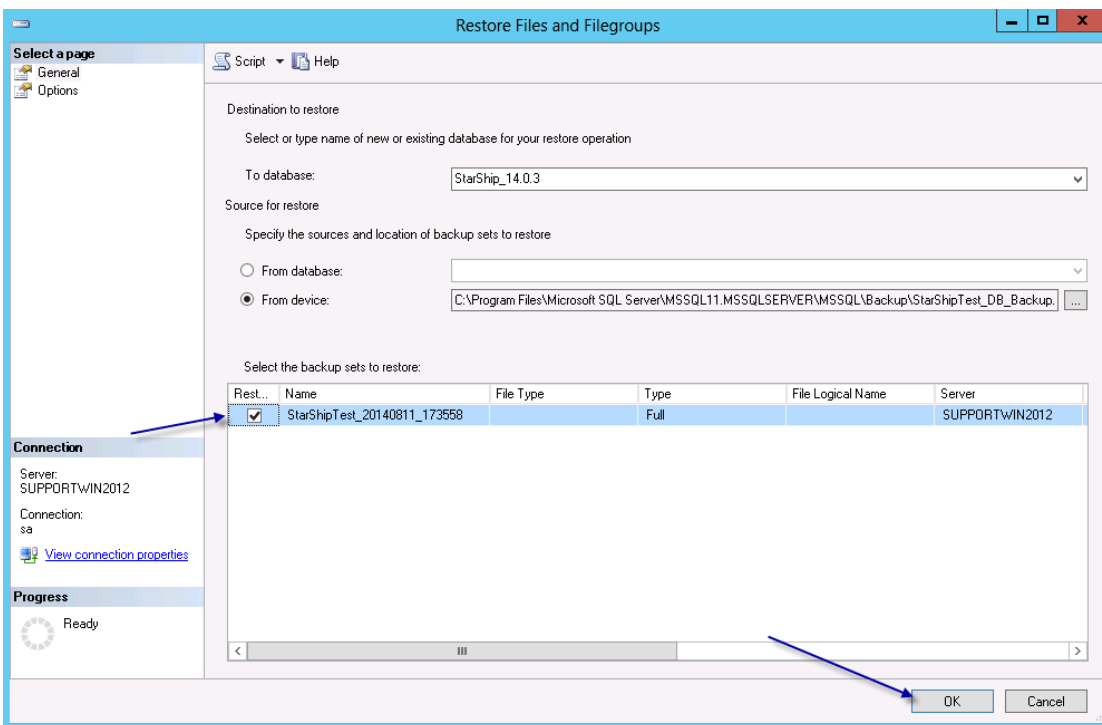 Restore Files and Filegroups
Select a page
General
Options
Script
Help
Destination to restore
Select or type name of new or existing database for your restore operation
To database:
StarShip_14.0.3
Source for restore
Specify the sources and location of backup sets to restore
From database:
From device:
C:\Program Files\Microsoft SQL Server\MSSQL11.MSSQLSERVER\MSSQL\Backup\StarShipTest_DB_Backup.
...
Select the backup sets to restore:
Rest... Name File Type Type File Logical Name Server
StarShipTest_20140811_173558 Full SUPPORTWIN2012
Connection
Server:
SUPPORTWIN2012
Connection:
sa
View connection properties
Progress
Ready
OK Cancel